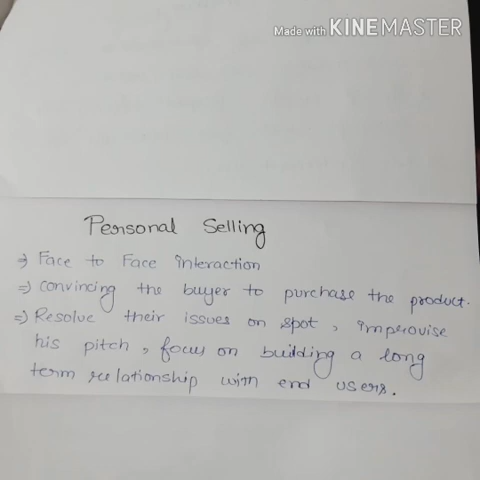 Made with KINEMASTER
Personal Selling
⇒ Face to Face interaction
⇒ Convincing the buyer to purchase the product.
⇒ Resolve their issues on spot, improvise
his pitch, focus on building a long
term relationship with end users.